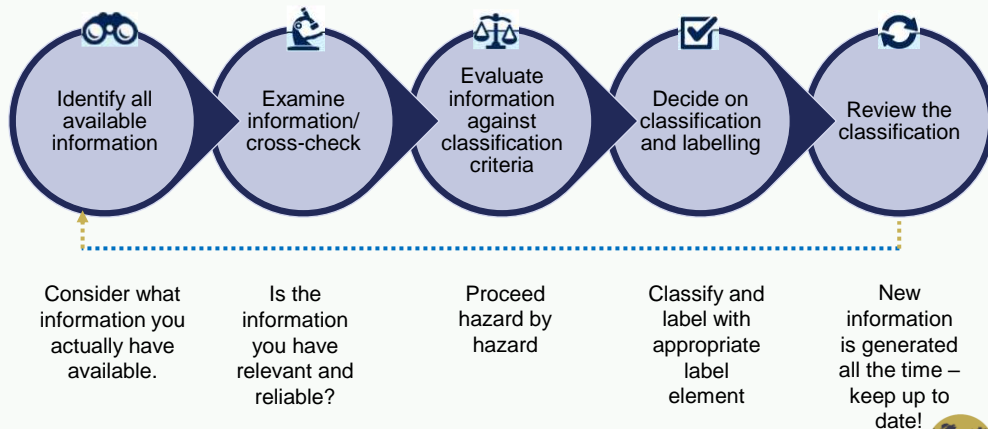 Identify all
available
information
Examine
information/
cross-check
Evaluate
information
against
classification
criteria
Decide on
classification
and labelling
Review the
classification
Consider what
information you
actually have
available.
Is the
information
you have
relevant and
reliable?
Proceed
hazard by
hazard
Classify and
label with
appropriate
label
element
New
information
is generated
all the time –
keep up to
date!